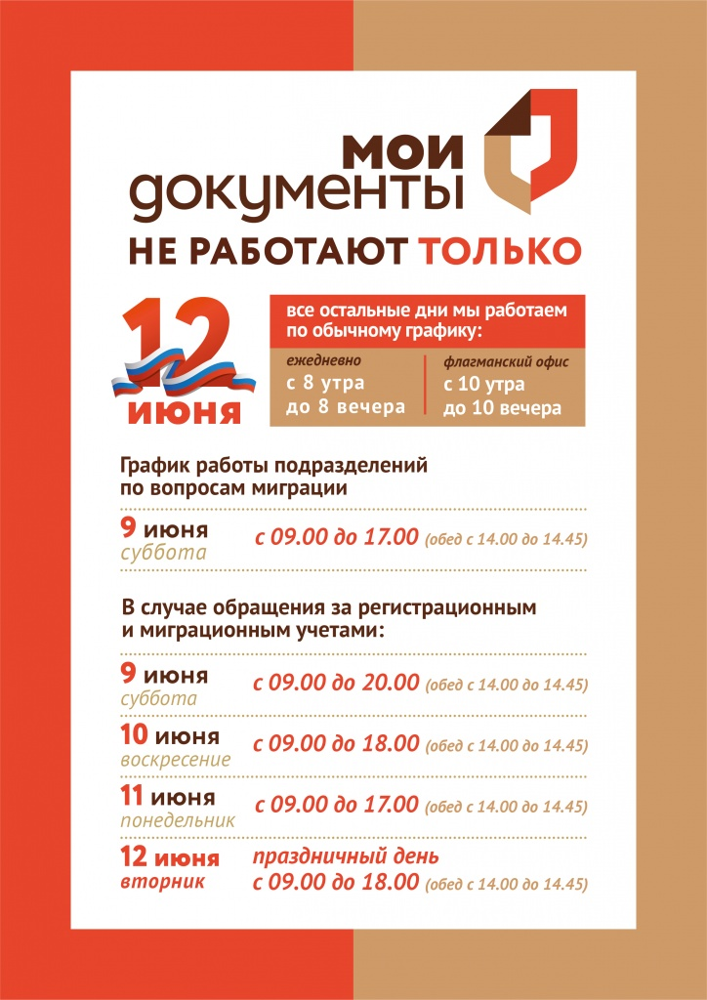 мои
документы
НЕ РАБОТАЮТ ТОЛЬКО
12
июня
все остальные дни мы работаем
по обычному графику:
ежедневно
с 8 утра
до 8 вечера
флагманский офис
с 10 утра
до 10 вечера
График работы подразделений
по вопросам миграции
9 июня
суббота
с 09.00 до 17.00 (обед с 14.00 до 14.45)
В случае обращения за регистрационным
и миграционным учетами:
9 июня
суббота
с 09.00 до 20.00 (обед с 14.00 до 14.45)
10 июня
воскресение
с 09.00 до 18.00 (обед с 14.00 до 14.45)
11 июня
понедельник
с 09.00 до 17.00 (обед с 14.00 до 14.45)
12 июня
вторник
праздничный день
с 09.00 до 18.00 (обед с 14.00 до 14.45)